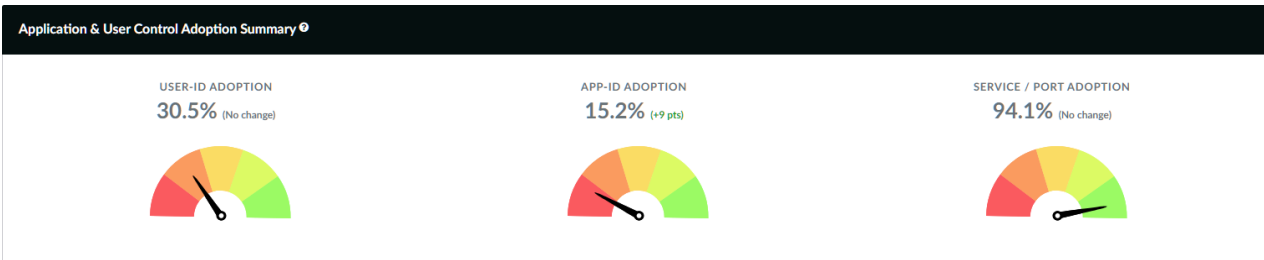 Application & User Control Adoption Summary ?
USER-ID ADOPTION
30.5% (No change)
APP-ID ADOPTION
15.2% (+9 pts)
SERVICE / PORT ADOPTION
94.1% (No change)